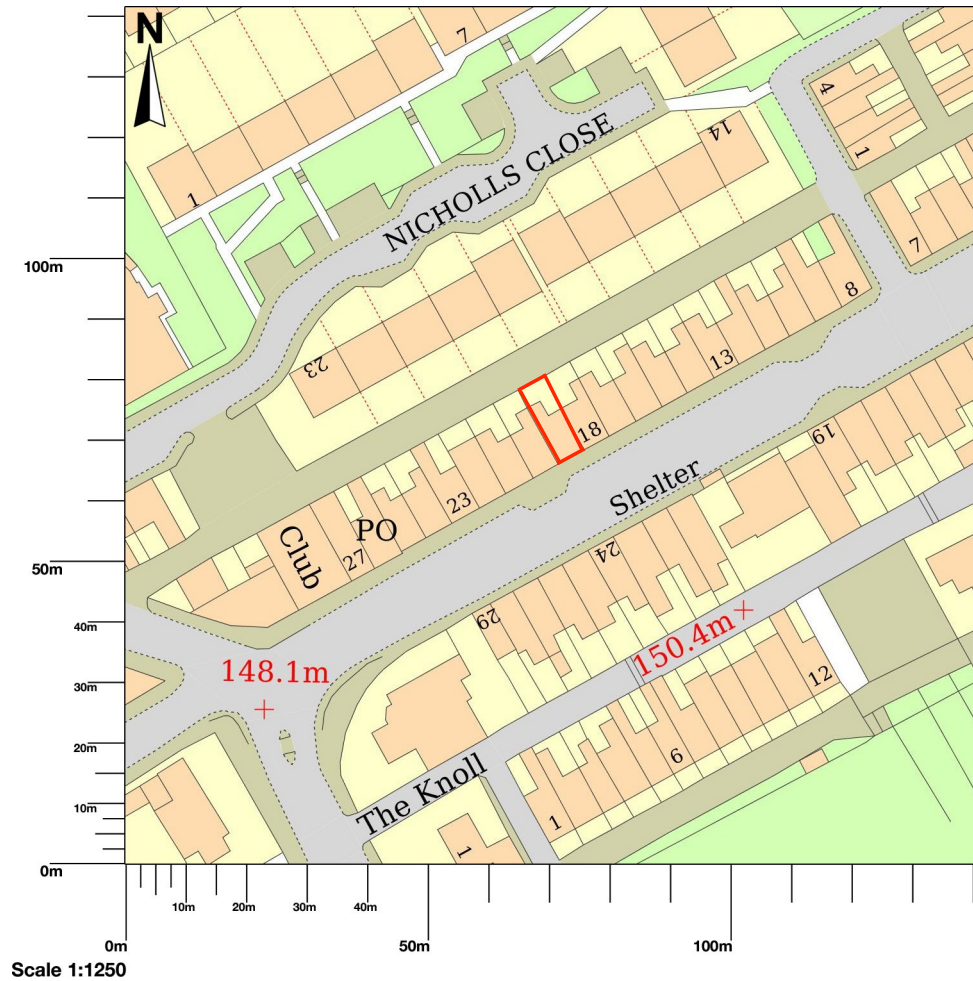 N
7
4
14
1
NICHOLLS CLOSE
1
7
100m
8
23
13
18
Shelter
19
23
PO
Club
27
24
50m
29
40m
150.4m
148.1m
30m
12
20m
6
The Knoll
10m
1
1
0m
10m
20m
30m
40m
0m
50m
100m
Scale 1:1250